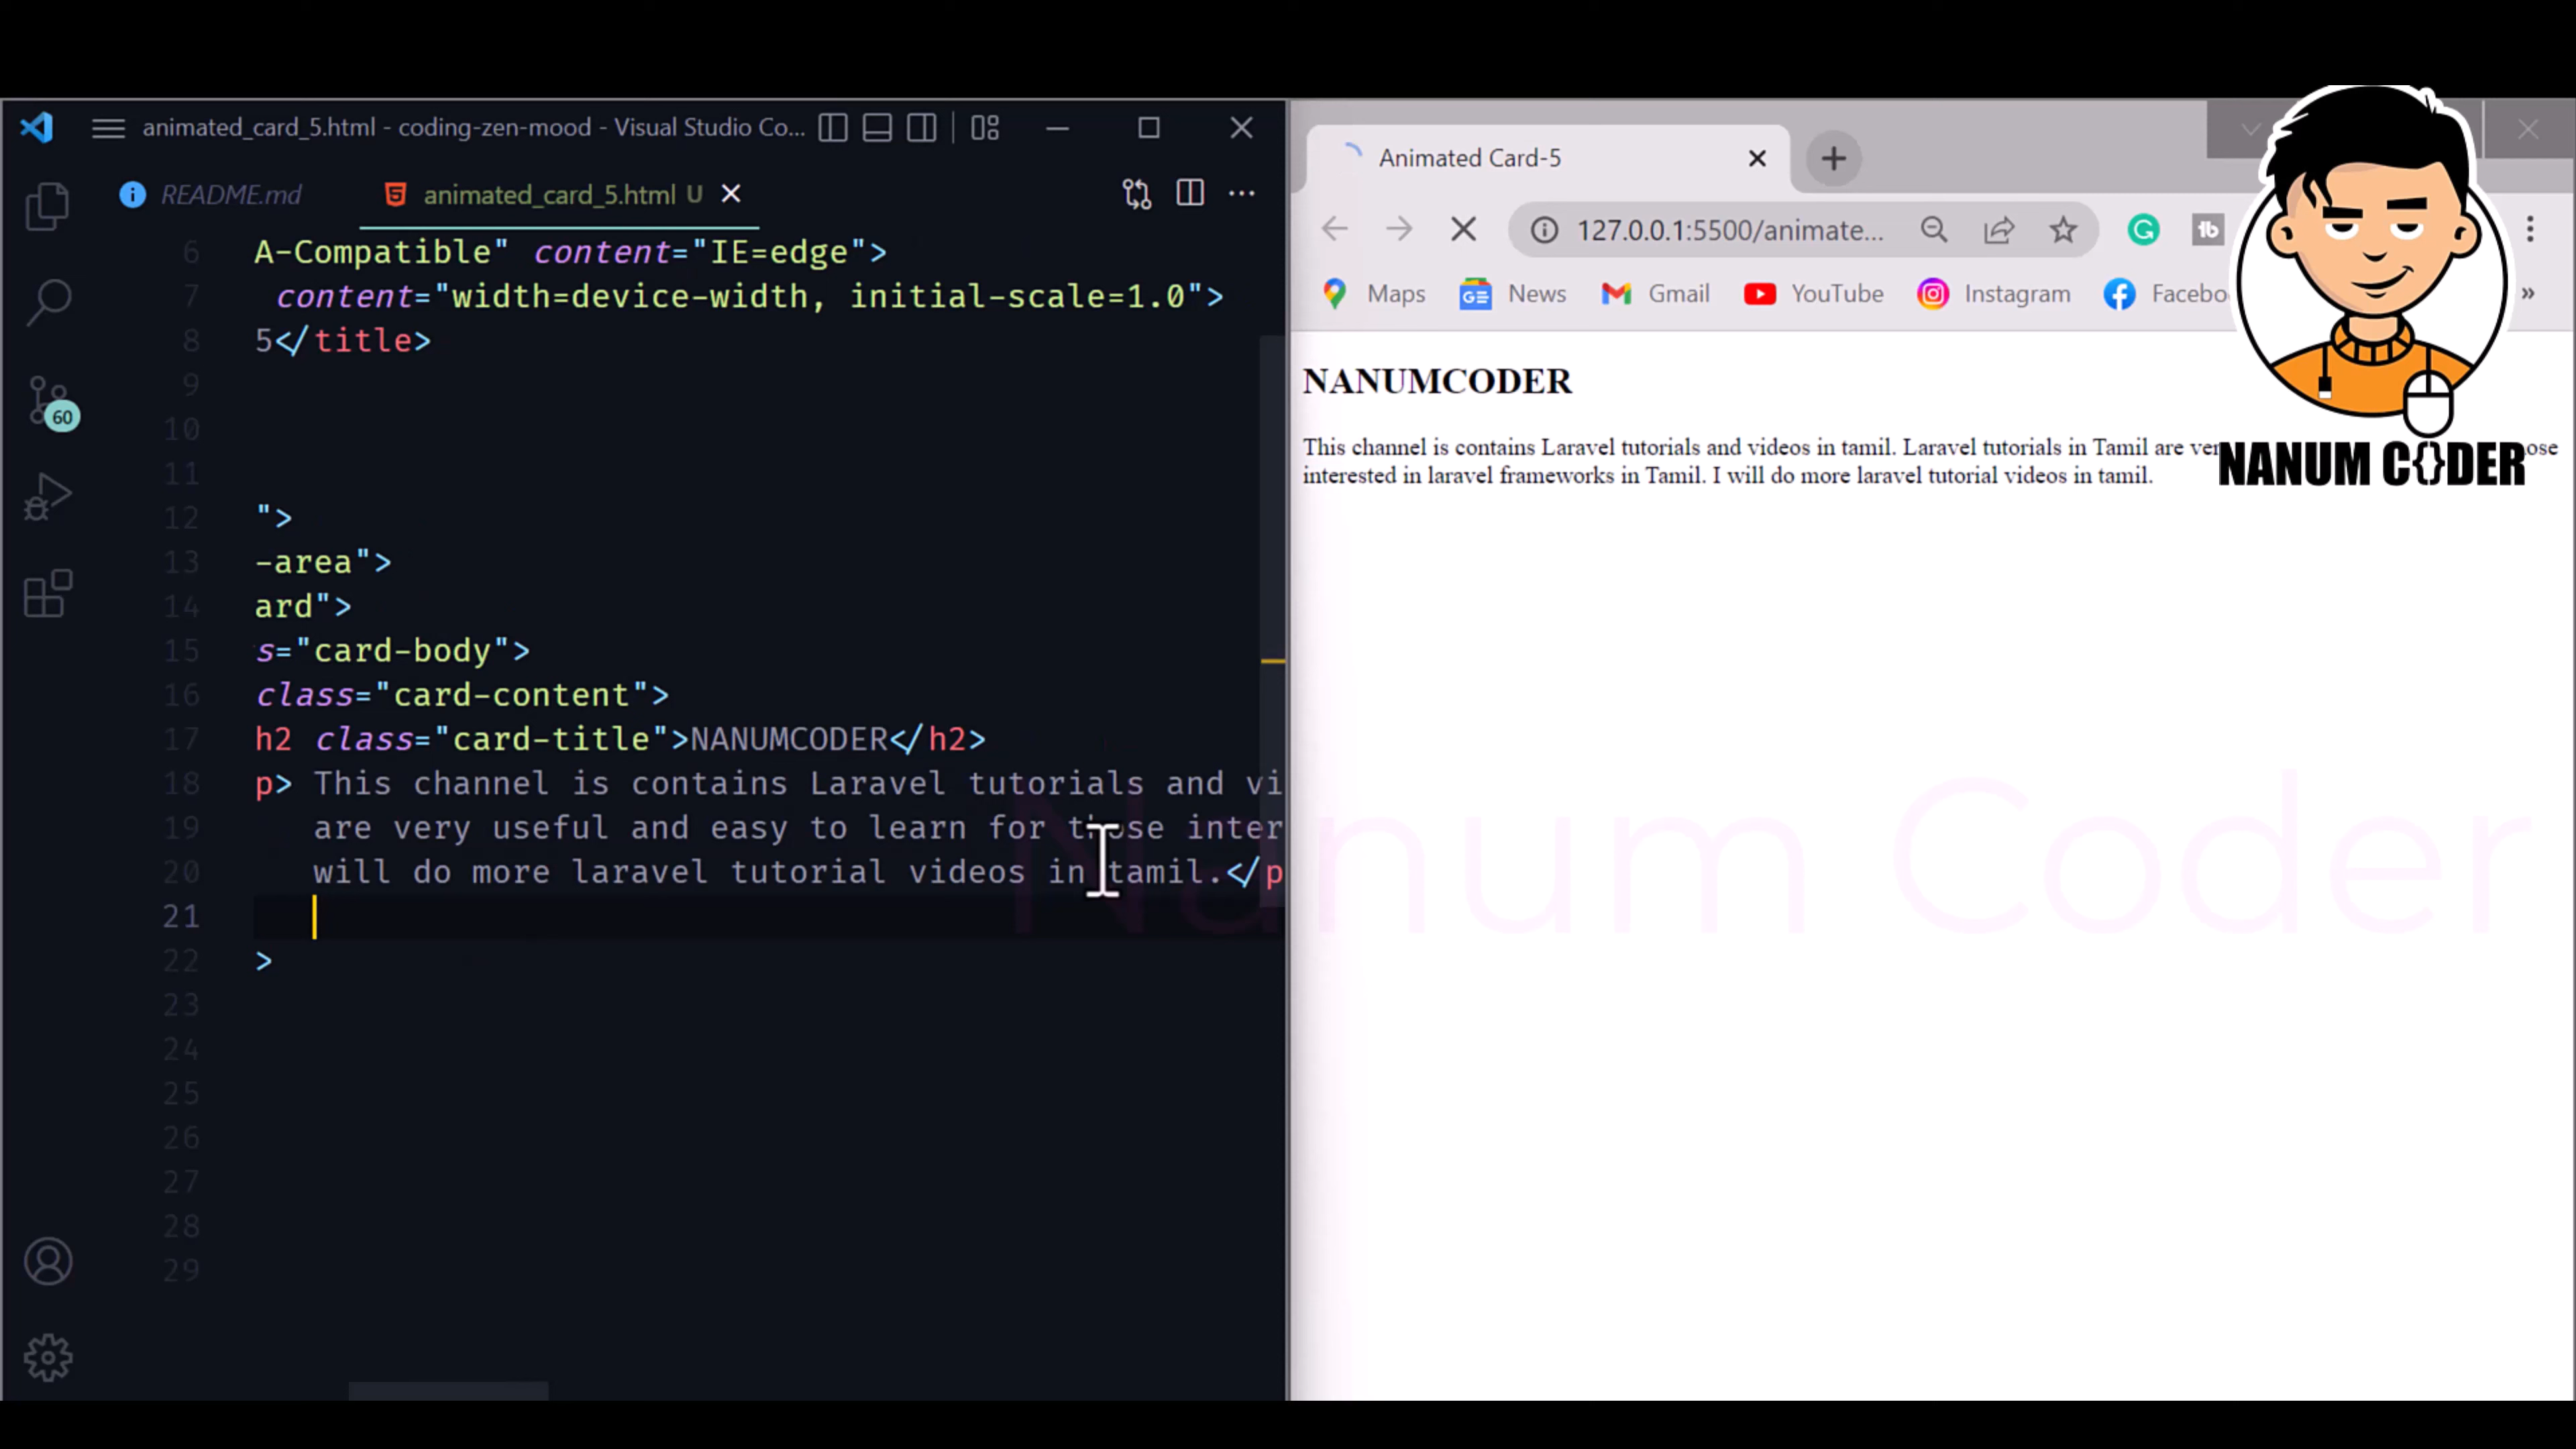 animated_card_5.html - coding-zen-mood - Visual Studio Co...
README.md
animated_card_5.html U
6 A-Compatible" content="IE=edge">
7 content="width=device-width, initial-scale=1.0">
8 5</title>
9
10
11
12 ">
13 -area">
14 ard">
15 s="card-body">
16 class="card-content">
17 h2 class="card-title">NANUMCODER</h2>
18 p> This channel is contains Laravel tutorials and vi
19 are very useful and easy to learn for those inter
20 will do more laravel tutorial videos in tamil.</p
21
22 >
23
24
25
26
27
28
29
60
Animated Card-5
127.0.0.1:5500/animate...
Maps News Gmail YouTube Instagram Facebo »
NANUMCODER
This channel is contains Laravel tutorials and videos in tamil. Laravel tutorials in Tamil are ver ose
interested in laravel frameworks in Tamil. I will do more laravel tutorial videos in tamil.
NANUM C{}DER
Nanum Coder